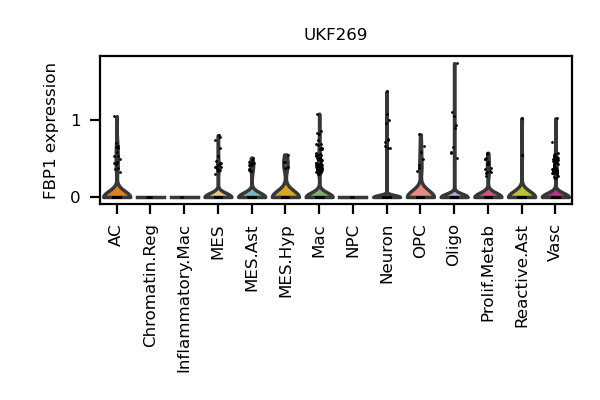 UKF269
FBP1 expression
1
0
AC
Chromatin.Reg
Inflammatory.Mac
MES
MES.Ast
MES.Hyp
Mac
NPC
Neuron
OPC
Oligo
Prolif.Metab
Reactive.Ast
Vasc